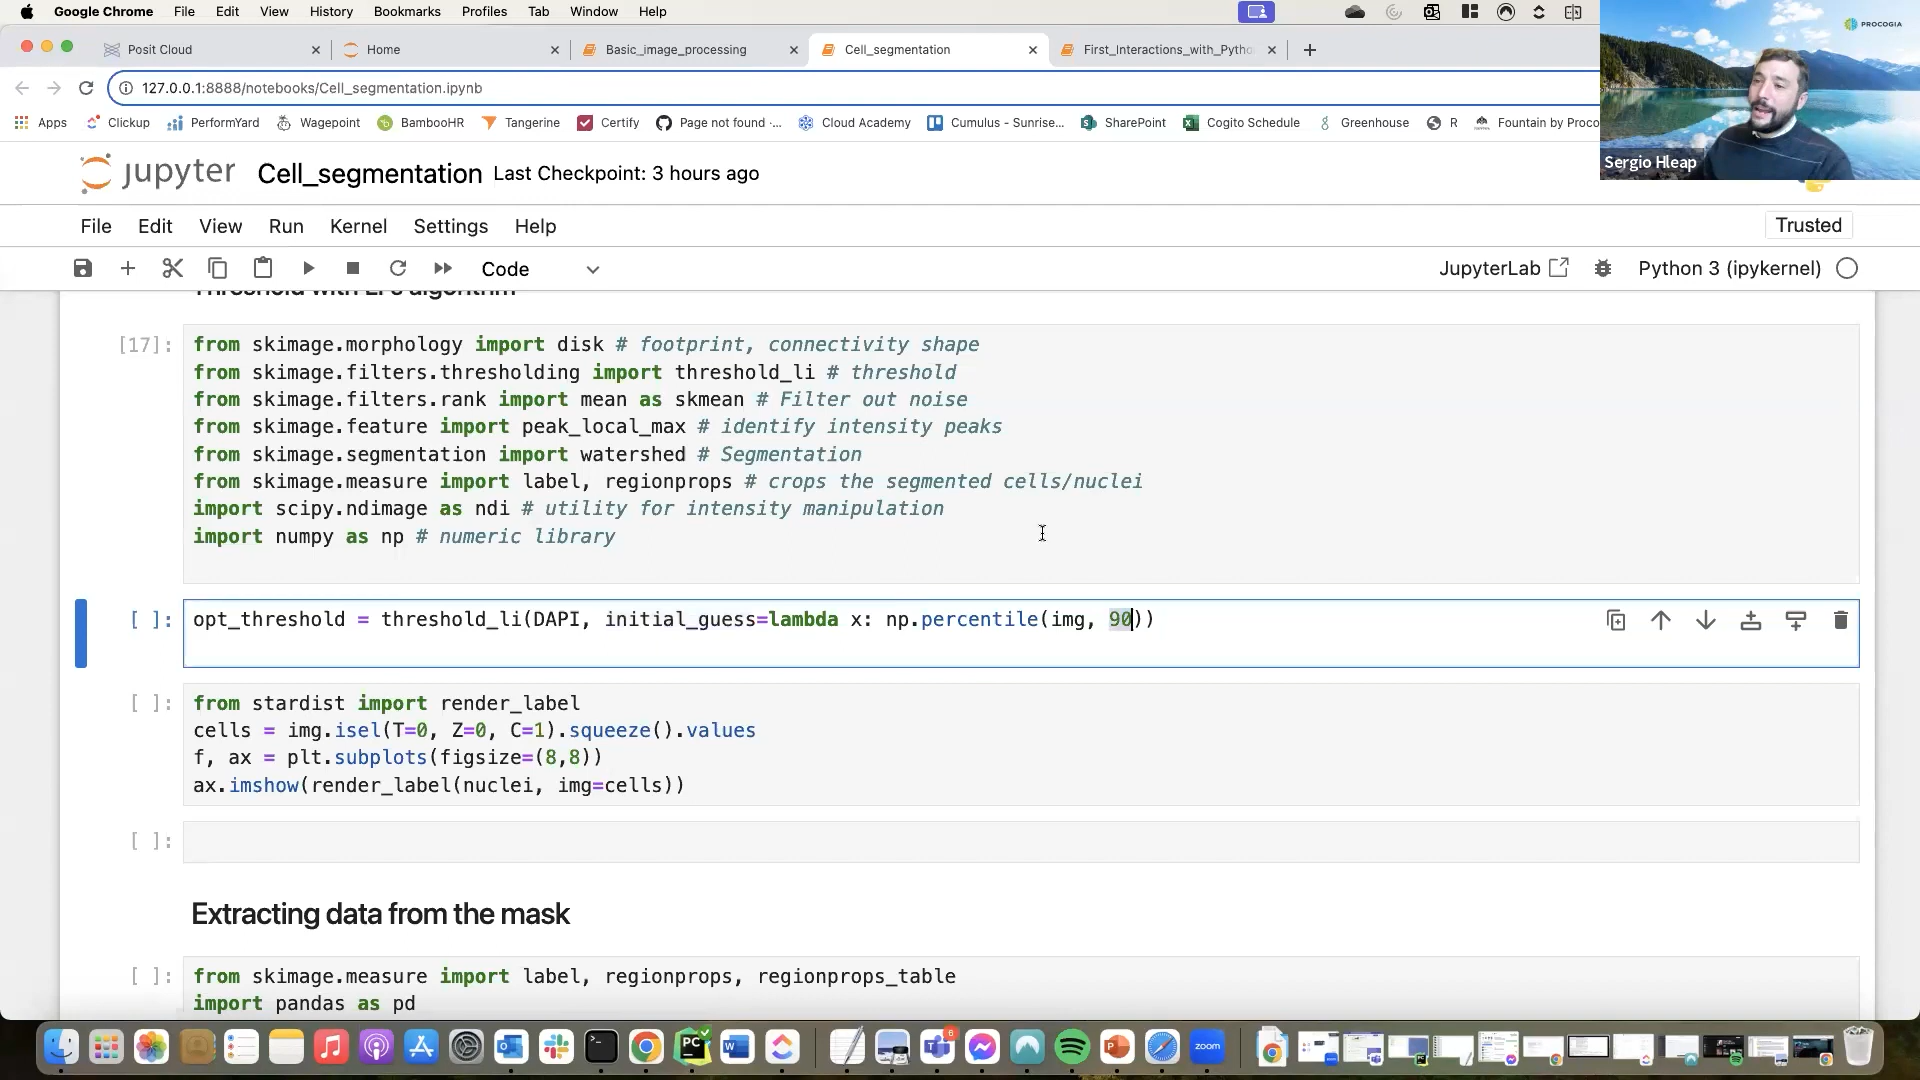 Google Chrome File Edit View History Bookmarks Profiles Tab Window Help
Posit Cloud
Home
Basic_image_processing
Cell_segmentation
First_Interactions_with_Pytho
127.0.0.1:8888/notebooks/Cell_segmentation.ipynb
Apps Clickup PerformYard Wagepoint BambooHR Tangerine Certify Page not found ·... Cloud Academy Cumulus - Sunrise... SharePoint Cogito Schedule Greenhouse R Fountain by Proco
PROCOGIA
Sergio Hleap
jupyter Cell_segmentation Last Checkpoint: 3 hours ago
File Edit View Run Kernel Settings Help
Trusted
Code
JupyterLab
Python 3 (ipykernel)
[17]:
from skimage.morphology import disk # footprint, connectivity shape
from skimage.filters.thresholding import threshold_li # threshold
from skimage.filters.rank import mean as skmean # Filter out noise
from skimage.feature import peak_local_max # identify intensity peaks
from skimage.segmentation import watershed # Segmentation
from skimage.measure import label, regionprops # crops the segmented cells/nuclei
import scipy.ndimage as ndi # utility for intensity manipulation
import numpy as np # numeric library
[ ]:
opt_threshold = threshold_li(DAPI, initial_guess=lambda x: np.percentile(img, 90))
[ ]:
from stardist import render_label
cells = img.isel(T=0, Z=0, C=1).squeeze().values
f, ax = plt.subplots(figsize=(8,8))
ax.imshow(render_label(nuclei, img=cells))
[ ]:
Extracting data from the mask
[ ]:
from skimage.measure import label, regionprops, regionprops_table
import pandas as pd
PC
W
zoom